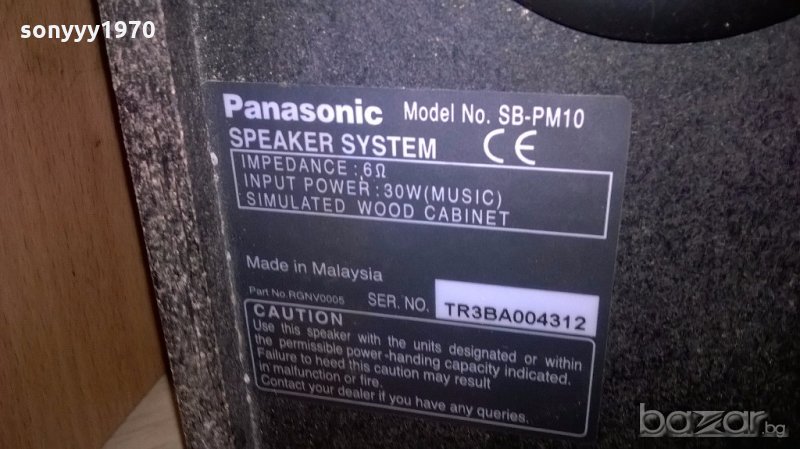 sonyyy1970
Panasonic Model No. SB-PM10
SPEAKER SYSTEM CE
IMPEDANCE : 6Ω
INPUT POWER : 30W(MUSIC)
SIMULATED WOOD CABINET
Made in Malaysia
Part No.RGNV0005 SER. NO. TR3BA004312
CAUTION
Use this speaker with the units designated or within
the permissible power-handing capacity indicated.
Failure to heed this caution may result
in malfunction or fire.
Contact your dealer if you have any queries.
bazar.bg